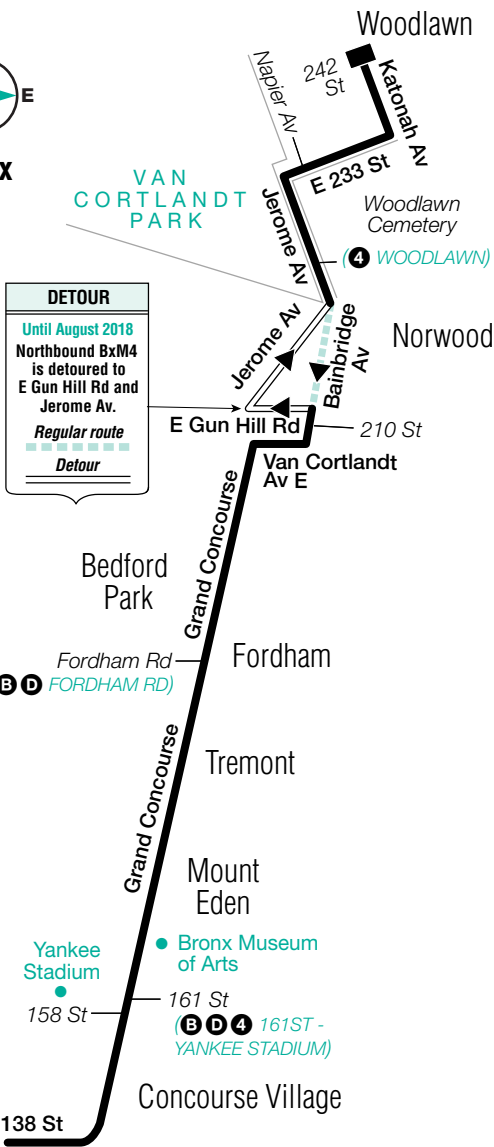 Woodlawn
242
St
Napier Av
Katonah Av
E
X
E 233 St
VAN
CORTLANDT
PARK
Jerome Av
Woodlawn
Cemetery
(4 WOODLAWN)
DETOUR
Until August 2018
Northbound BxM4
is detoured to
E Gun Hill Rd and
Jerome Av.
Regular route
Detour
Jerome Av
Bainbridge
Av
Norwood
E Gun Hill Rd
210 St
Van Cortlandt
Av E
Grand Concourse
Bedford
Park
Fordham Rd
B D FORDHAM RD)
Fordham
Grand Concourse
Tremont
Mount
Eden
Yankee
Stadium
Bronx Museum
of Arts
158 St
161 St
(B D 4 161ST -
YANKEE STADIUM)
Concourse Village
138 St